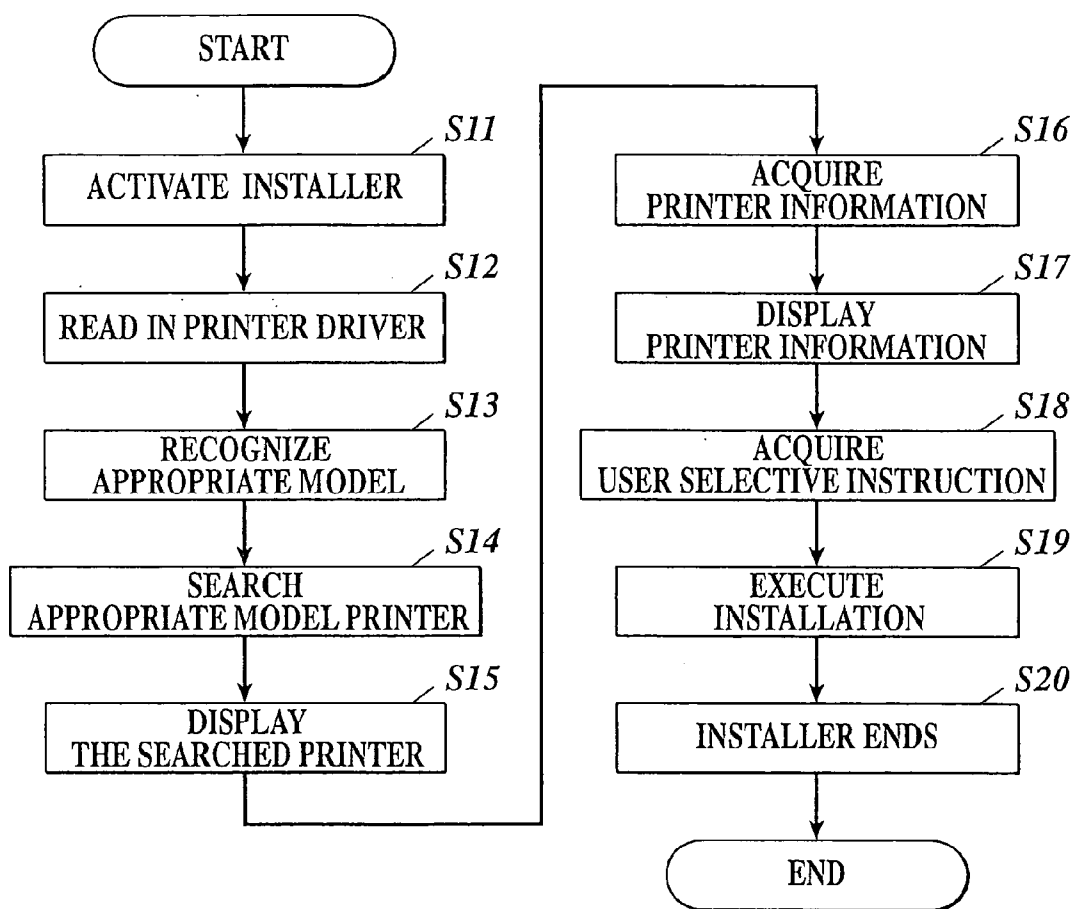 START
S11
ACTIVATE INSTALLER
S12
READ IN PRINTER DRIVER
S13
RECOGNIZE
APPROPRIATE MODEL
S14
SEARCH
APPROPRIATE MODEL PRINTER
S15
DISPLAY
THE SEARCHED PRINTER
S16
ACQUIRE
PRINTER INFORMATION
S17
DISPLAY
PRINTER INFORMATION
S18
ACQUIRE
USER SELECTIVE INSTRUCTION
S19
EXECUTE
INSTALLATION
S20
INSTALLER ENDS
END